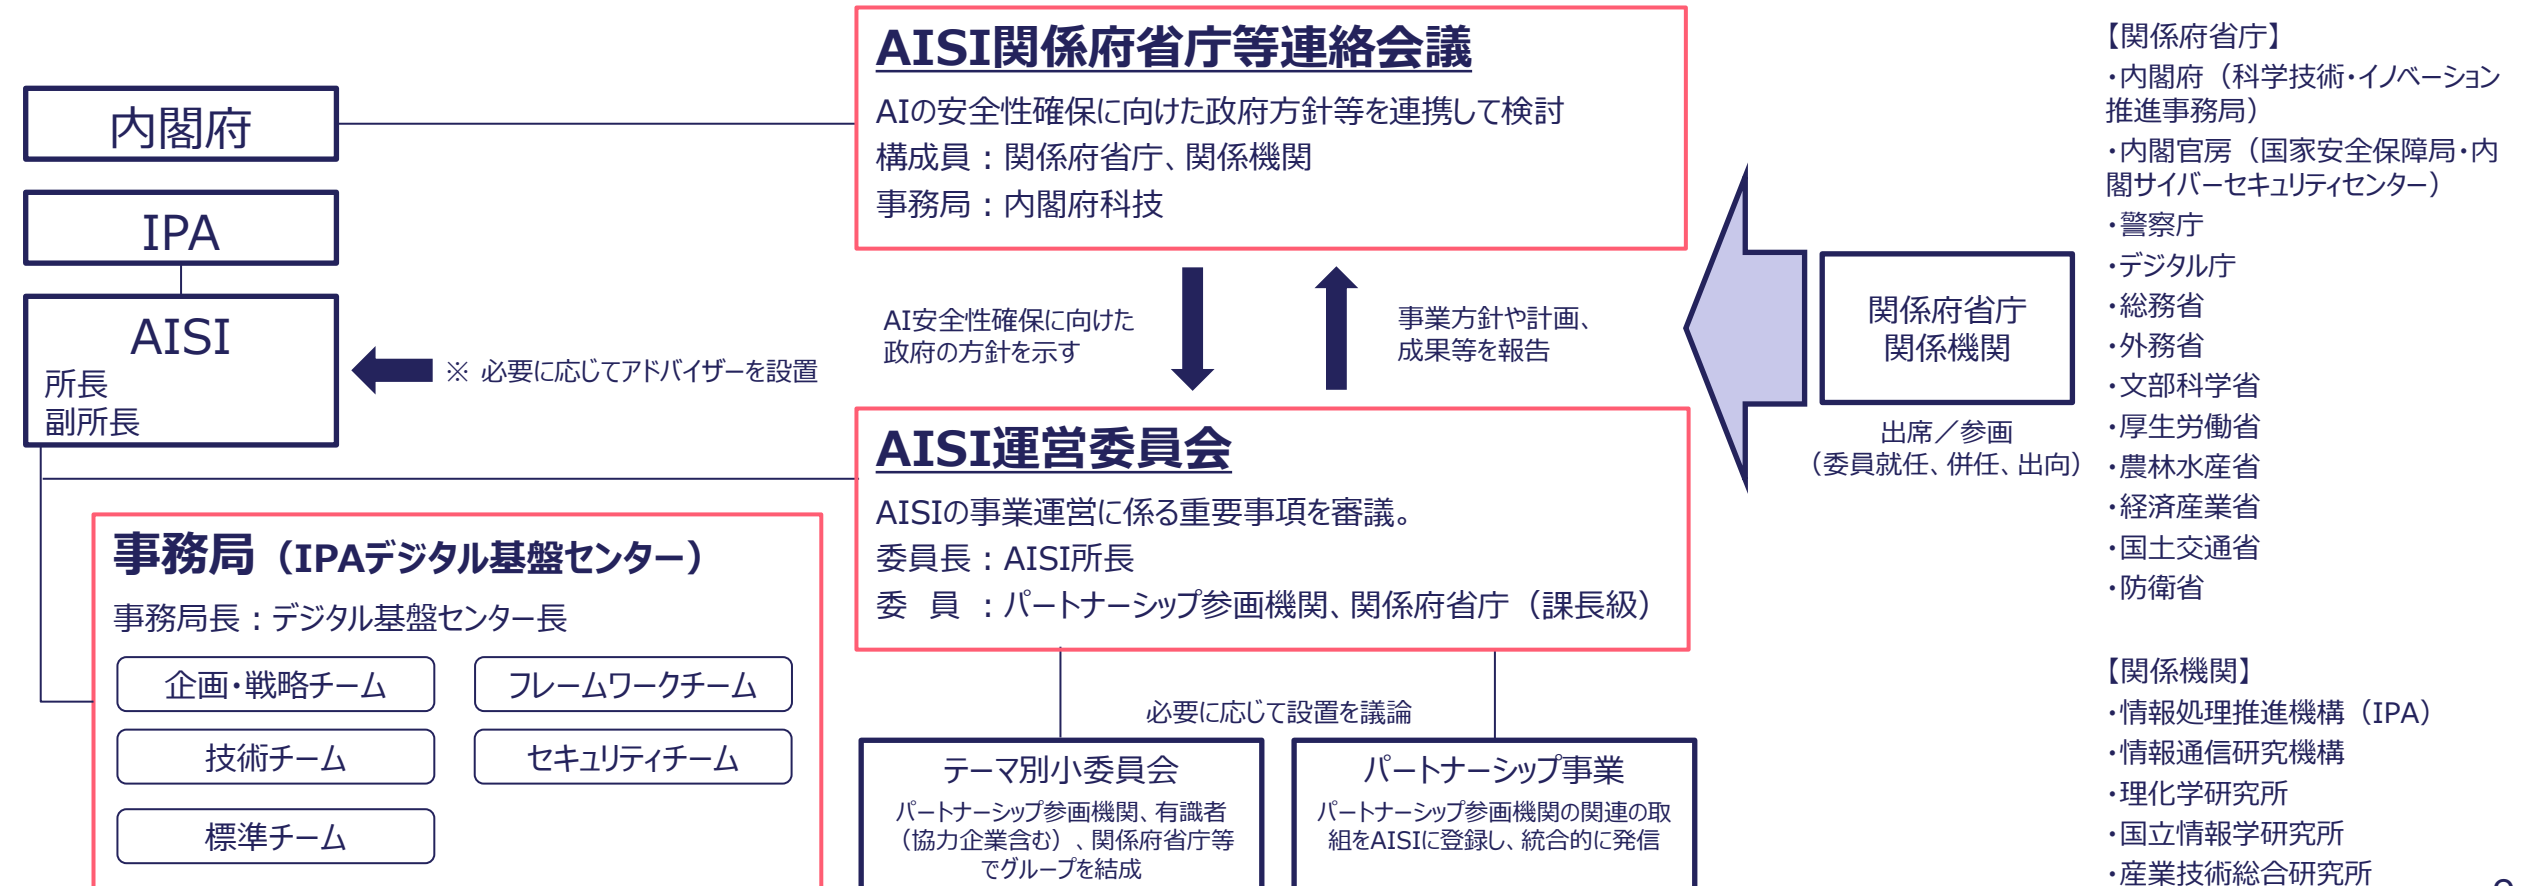 内閣府
IPA
AISI
所長
副所長
※ 必要に応じてアドバイザーを設置
AISI関係府省庁等連絡会議
AIの安全性確保に向けた政府方針等を連携して検討
構成員：関係府省庁、関係機関
事務局：内閣府科技
AI安全性確保に向けた
政府の方針を示す
事業方針や計画、
成果等を報告
AISI運営委員会
AISIの事業運営に係る重要事項を審議。
委員長：AISI所長
委　員　：パートナーシップ参画機関、関係府省庁（課長級）
事務局（IPAデジタル基盤センター）
事務局長：デジタル基盤センター長
企画・戦略チーム
フレームワークチーム
技術チーム
セキュリティチーム
標準チーム
必要に応じて設置を議論
テーマ別小委員会
パートナーシップ参画機関、有識者
（協力企業含む）、関係府省庁等
でグループを結成
パートナーシップ事業
パートナーシップ参画機関の関連の取
組をAISIに登録し、統合的に発信
関係府省庁
関係機関
出席／参画
（委員就任、併任、出向）
【関係府省庁】
・内閣府（科学技術・イノベーション
推進事務局）
・内閣官房（国家安全保障局・内
閣サイバーセキュリティセンター）
・警察庁
・デジタル庁
・総務省
・外務省
・文部科学省
・厚生労働省
・農林水産省
・経済産業省
・国土交通省
・防衛省
【関係機関】
・情報処理推進機構（IPA）
・情報通信研究機構
・理化学研究所
・国立情報学研究所
・産業技術総合研究所